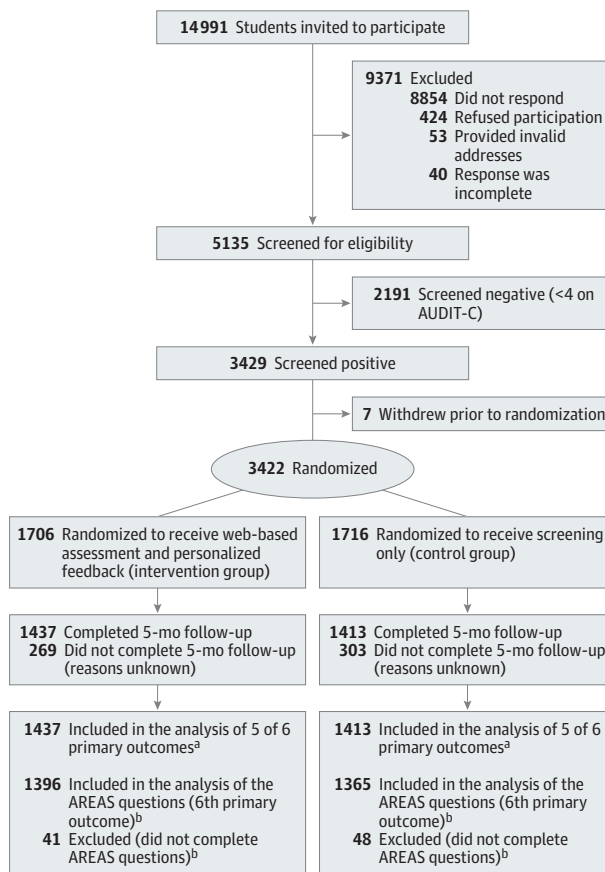 14991 Students invited to participate
9371 Excluded
8854 Did not respond
424 Refused participation
53 Provided invalid
addresses
40 Response was
incomplete
5135 Screened for eligibility
2191 Screened negative (<4 on
AUDIT-C)
3429 Screened positive
7 Withdrew prior to randomization
3422 Randomized
1706 Randomized to receive web-based
assessment and personalized
feedback (intervention group)
1716 Randomized to receive screening
only (control group)
1437 Completed 5-mo follow-up
269 Did not complete 5-mo follow-up
(reasons unknown)
1413 Completed 5-mo follow-up
303 Did not complete 5-mo follow-up
(reasons unknown)
1437 Included in the analysis of 5 of 6
primary outcomesa
1396 Included in the analysis of the
AREAS questions (6th primary
outcome)b
41 Excluded (did not complete
AREAS questions)b
1413 Included in the analysis of 5 of 6
primary outcomesa
1365 Included in the analysis of the
AREAS questions (6th primary
outcome)b
48 Excluded (did not complete
AREAS questions)b